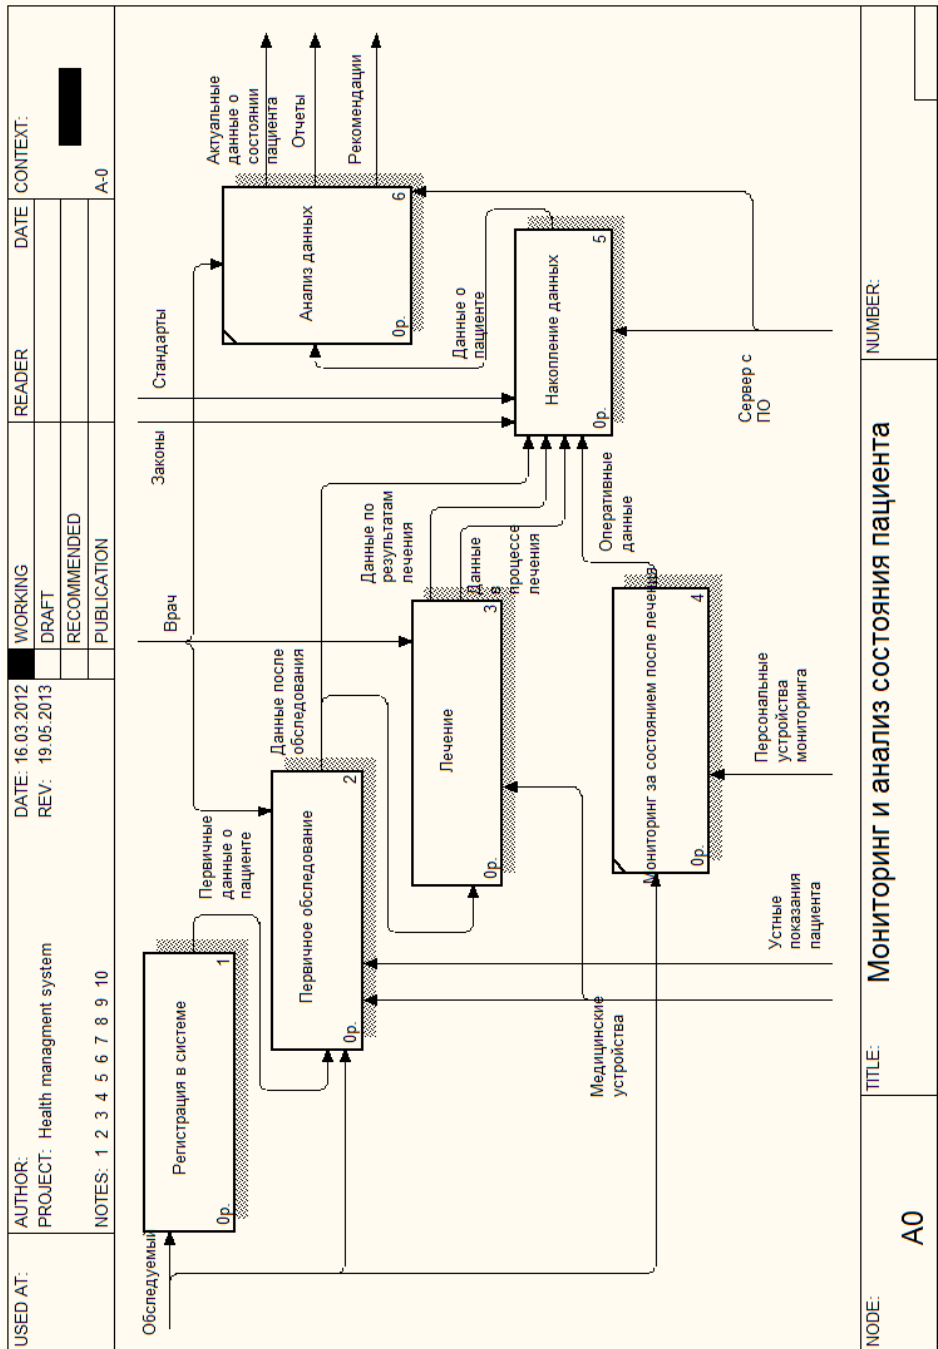 USED AT:
AUTHOR:
PROJECT: Health managment system
NOTES: 1 2 3 4 5 6 7 8 9 10
DATE: 16.03.2012
REV: 19.05.2013
WORKING
DRAFT
RECOMMENDED
PUBLICATION
READER
DATE
CONTEXT:
A-0
Обследуемый
Регистрация в системе
0р.
1
Первичные
данные о
пациенте
Первичное обследование
0р.
2
Данные после
обследования
Врач
Лечение
0р.
3
Данные по
результатам
лечения
Данные
в
процессе
лечения
Мониторинг за состоянием после лечения
0р.
4
Оперативные
данные
Законы
Стандарты
Накопление данных
0р.
5
Данные о
пациенте
Анализ данных
0р.
6
Актуальные
данные о
состоянии
пациента
Отчеты
Рекомендации
Медицинские
устройства
Устные
показания
пациента
Персональные
устройства
мониторинга
Сервер с
ПО
NODE:
A0
TITLE:
Мониторинг и анализ состояния пациента
NUMBER: